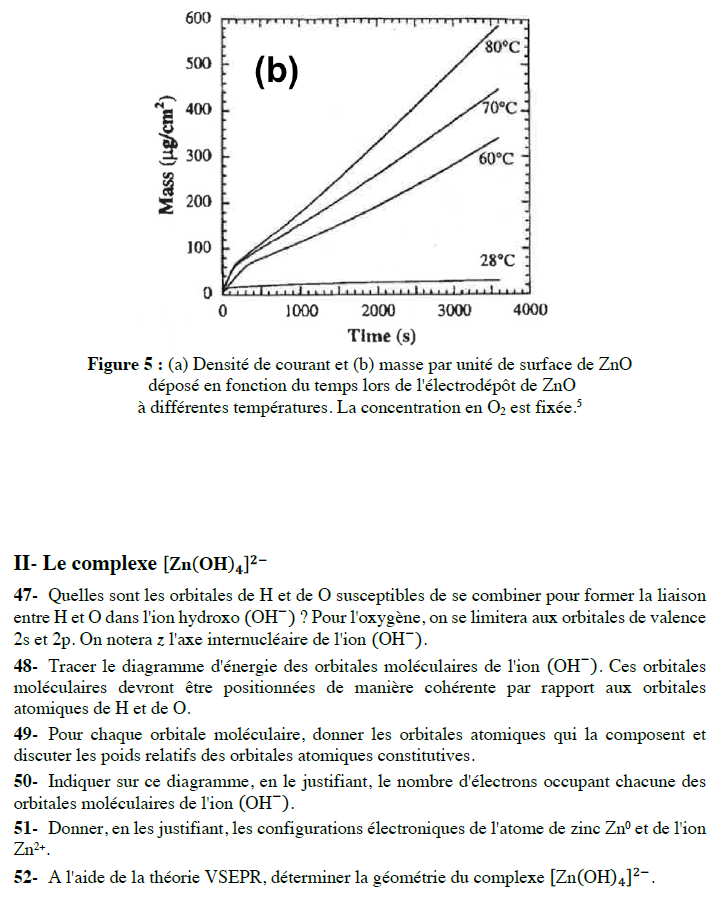 600
500
400
300
200
100
0
Mass (µg/cm²)
(b)
80°C
70°C
60°C
28°C
0 1000 2000 3000 4000
Time (s)
Figure 5 : (a) Densité de courant et (b) masse par unité de surface de ZnO
déposé en fonction du temps lors de l'électrodépôt de ZnO
à différentes températures. La concentration en O₂ est fixée.⁵
II- Le complexe [Zn(OH)₄]²⁻
47- Quelles sont les orbitales de H et de O susceptibles de se combiner pour former la liaison
entre H et O dans l'ion hydroxo (OH⁻) ? Pour l'oxygène, on se limitera aux orbitales de valence
2s et 2p. On notera z l'axe internucléaire de l'ion (OH⁻).
48- Tracer le diagramme d'énergie des orbitales moléculaires de l'ion (OH⁻). Ces orbitales
moléculaires devront être positionnées de manière cohérente par rapport aux orbitales
atomiques de H et de O.
49- Pour chaque orbitale moléculaire, donner les orbitales atomiques qui la composent et
discuter les poids relatifs des orbitales atomiques constitutives.
50- Indiquer sur ce diagramme, en le justifiant, le nombre d'électrons occupant chacune des
orbitales moléculaires de l'ion (OH⁻).
51- Donner, en les justifiant, les configurations électroniques de l'atome de zinc Zn⁰ et de l'ion
Zn²⁺.
52- A l'aide de la théorie VSEPR, déterminer la géométrie du complexe [Zn(OH)₄]²⁻.